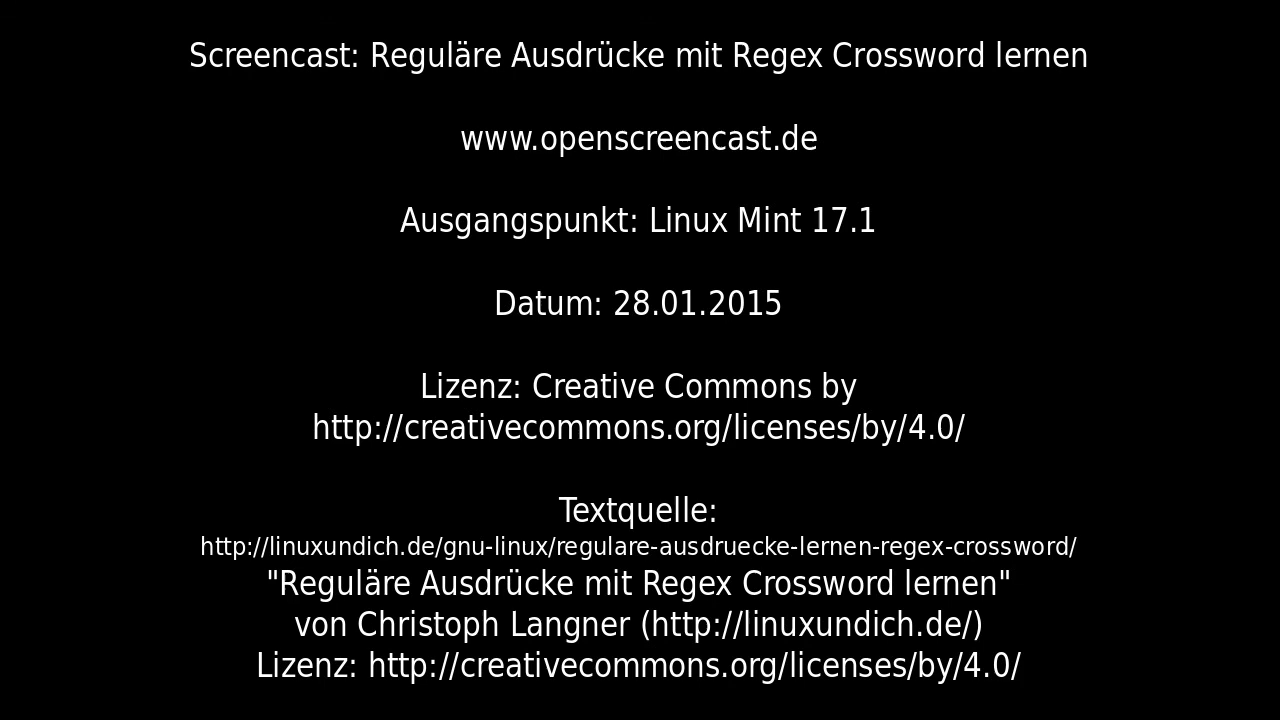 Screencast: Reguläre Ausdrücke mit Regex Crossword lernen
www.openscreencast.de
Ausgangspunkt: Linux Mint 17.1
Datum: 28.01.2015
Lizenz: Creative Commons by
http://creativecommons.org/licenses/by/4.0/
Textquelle:
http://linuxundich.de/gnu-linux/regulare-ausdruecke-lernen-regex-crossword/
"Reguläre Ausdrücke mit Regex Crossword lernen"
von Christoph Langner (http://linuxundich.de/)
Lizenz: http://creativecommons.org/licenses/by/4.0/